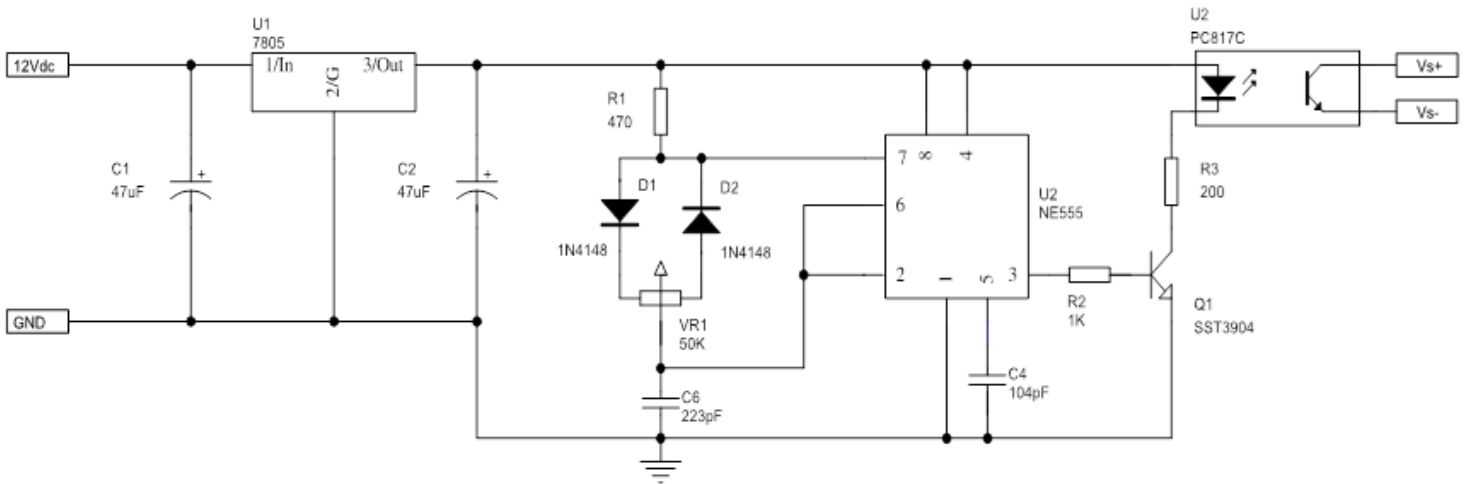 U1
7805
U2
PC817C
12Vdc
1/In
2/G
3/Out
Vs+
Vs-
R1
470
C1
47uF
+
C2
47uF
+
D1
D2
1N4148
1N4148
7
8
4
6
2
1
5
3
U2
NE555
R3
200
R2
1K
Q1
SST3904
GND
VR1
50K
C6
223pF
C4
104pF